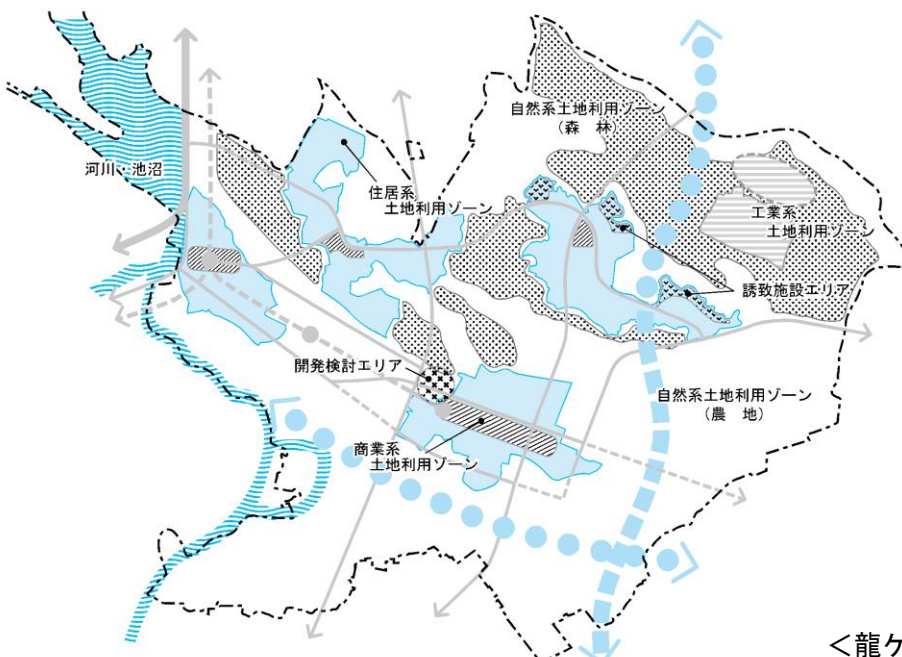 自然系土地利用ゾーン
（森　林）
河川・池沼
住居系
土地利用ゾーン
工業系
土地利用ゾーン
誘致施設エリア
開発検討エリア
自然系土地利用ゾーン
（農　地）
商業系
土地利用ゾーン
＜龍ケ